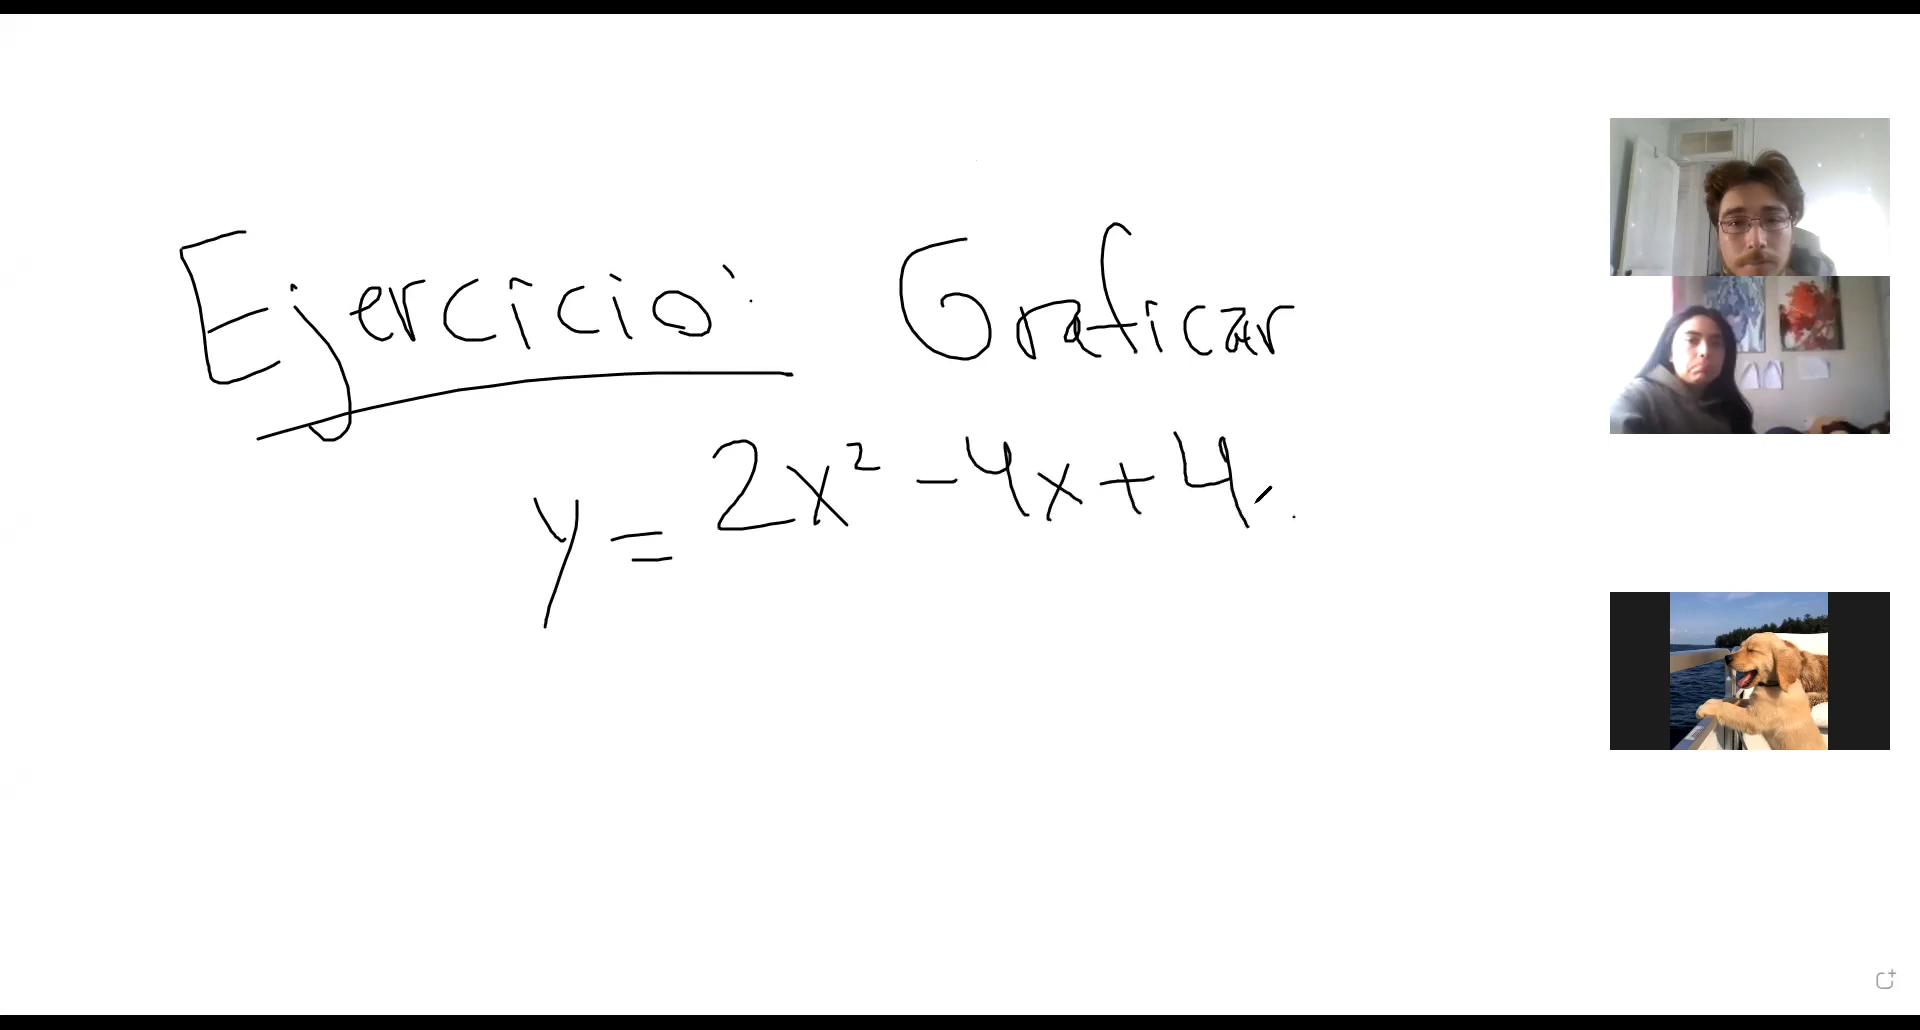 Ejercicio: Graficar
y = 2x² - 4x + 4.